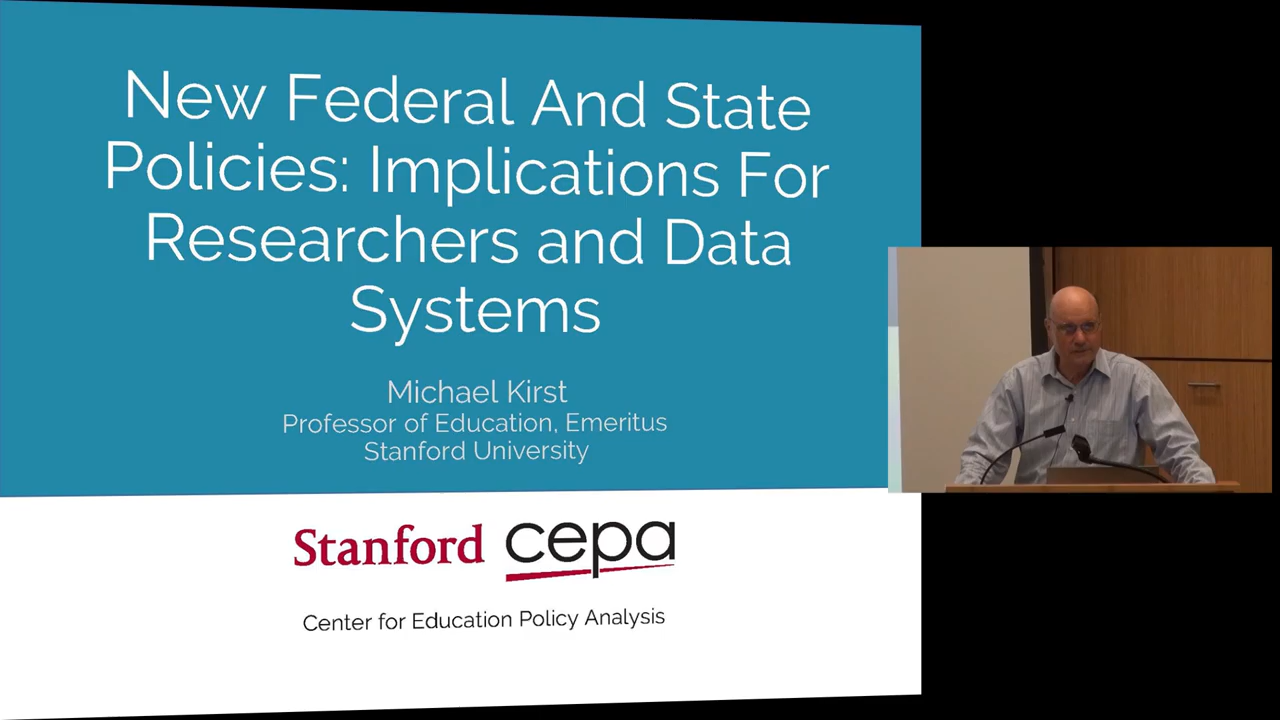 New Federal And State
Policies: Implications For
Researchers and Data
Systems
Michael Kirst
Professor of Education, Emeritus
Stanford University
Stanford cepa
Center for Education Policy Analysis